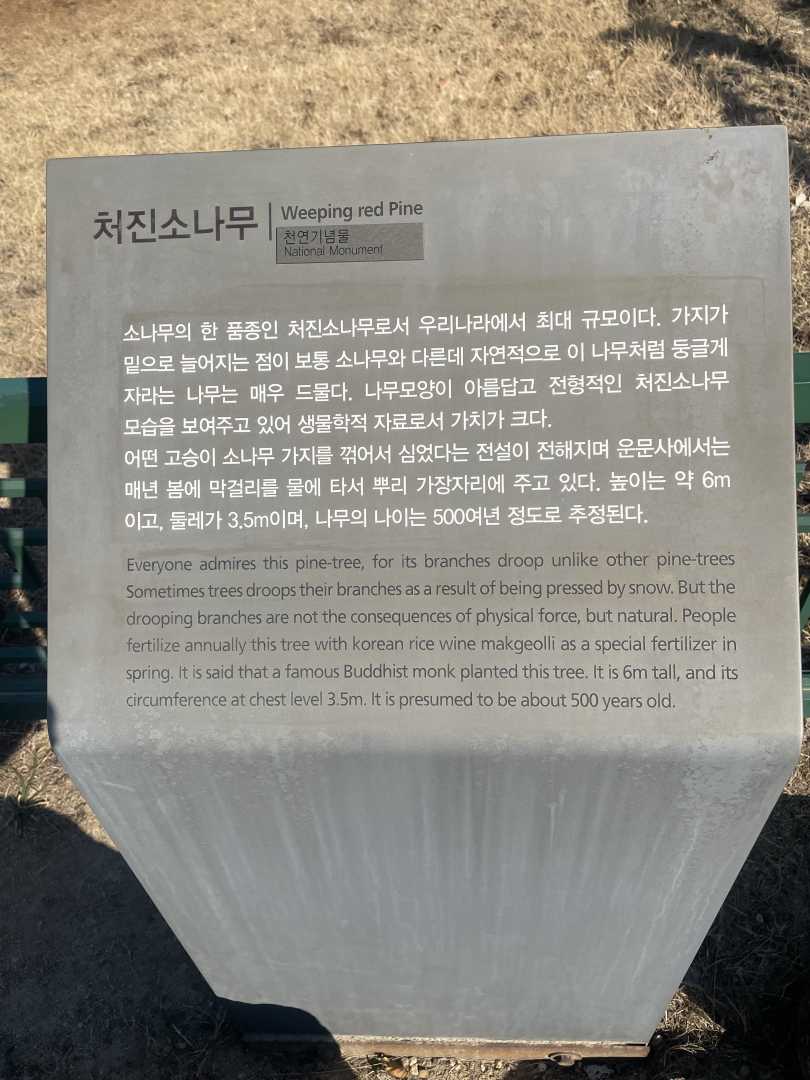 처진소나무
Weeping red Pine
천연기념물
National Monument
소나무의 한 품종인 처진소나무로서 우리나라에서 최대 규모이다. 가지가
밑으로 늘어지는 점이 보통 소나무와 다른데 자연적으로 이 나무처럼 둥글게
자라는 나무는 매우 드물다. 나무모양이 아름답고 전형적인 처진소나무
모습을 보여주고 있어 생물학적 자료로서 가치가 크다.
어떤 고승이 소나무 가지를 꺾어서 심었다는 전설이 전해지며 운문사에서는
매년 봄에 막걸리를 물에 타서 뿌리 가장자리에 주고 있다. 높이는 약 6m
이고, 둘레가 3.5m이며, 나무의 나이는 500여년 정도로 추정된다.
Everyone admires this pine-tree, for its branches droop unlike other pine-trees
Sometimes trees droops their branches as a result of being pressed by snow. But the
drooping branches are not the consequences of physical force, but natural. People
fertilize annually this tree with korean rice wine makgeolli as a special fertilizer in
spring. It is said that a famous Buddhist monk planted this tree. It is 6m tall, and its
circumference at chest level 3.5m. It is presumed to be about 500 years old.